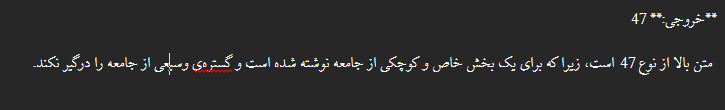 **خروجی:** 47
متن بالا از نوع 47 است، زیرا که برای یک بخش خاص و کوچکی از جامعه نوشته شده است و گستره‌ی وسیعی از جامعه را درگیر نکند.